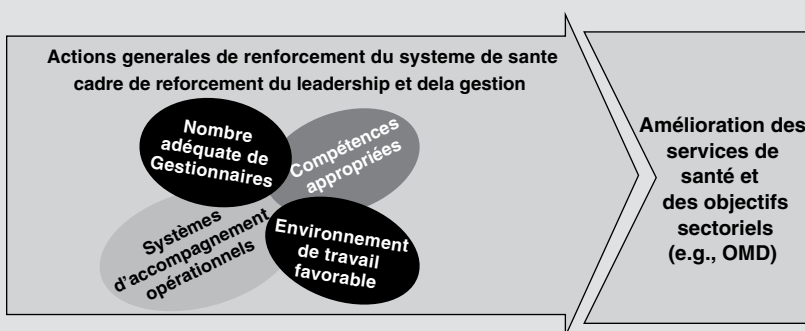 Actions generales de renforcement du systeme de sante
cadre de reforcement du leadership et dela gestion
Nombre
adéquate de
Gestionnaires
Compétences
appropriées
Systèmes
d'accompagnement
opérationnels
Environnement
de travail
favorable
Amélioration des
services de
santé et
des objectifs
sectoriels
(e.g., OMD)